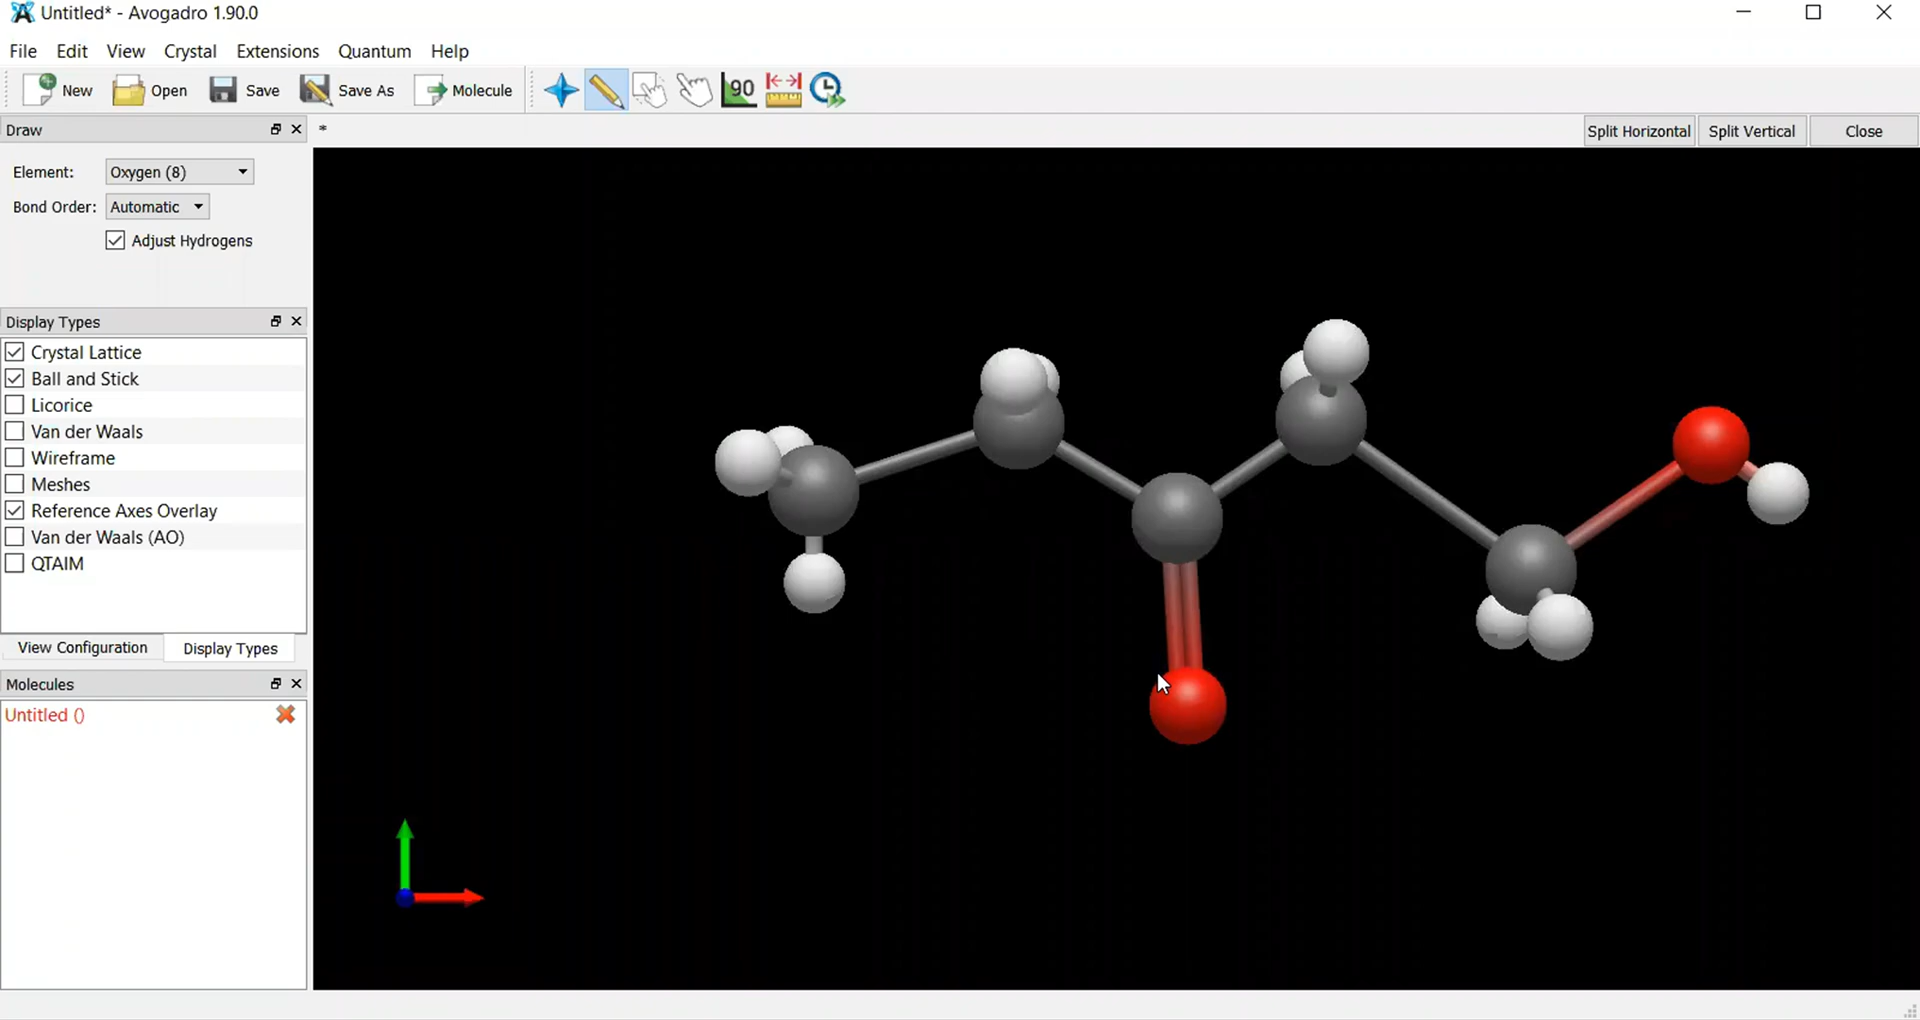 Untitled* - Avogadro 1.90.0
File Edit View Crystal Extensions Quantum Help
New Open Save Save As Molecule 90
Draw
*
Split Horizontal Split Vertical Close
Element: Oxygen (8)
Bond Order: Automatic
Adjust Hydrogens
Display Types
Crystal Lattice
Ball and Stick
Licorice
Van der Waals
Wireframe
Meshes
Reference Axes Overlay
Van der Waals (AO)
QTAIM
View Configuration Display Types
Molecules
Untitled ()